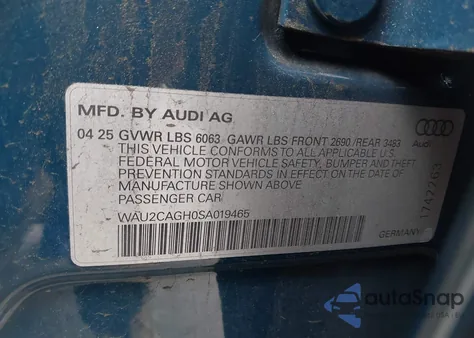 MFD. BY AUDI AG
04 25 GVWR LBS 6063 GAWR LBS FRONT 2690/REAR 3483
THIS VEHICLE CONFORMS TO ALL APPLICABLE U.S.
FEDERAL MOTOR VEHICLE SAFETY, BUMPER AND THEFT
PREVENTION STANDARDS IN EFFECT ON THE DATE OF
MANUFACTURE SHOWN ABOVE.
PASSENGER CAR
WAU2CAGH0SA019465
GERMANY
1742263
autoSnap